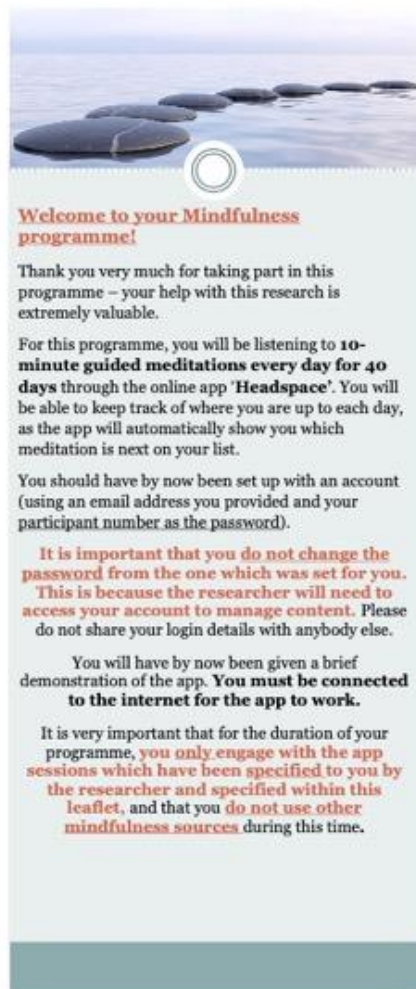 Welcome to your Mindfulness
programme!
Thank you very much for taking part in this
programme – your help with this research is
extremely valuable.
For this programme, you will be listening to 10-
minute guided meditations every day for 40
days through the online app 'Headspace'. You will
be able to keep track of where you are up to each day,
as the app will automatically show you which
meditation is next on your list.
You should have by now been set up with an account
(using an email address you provided and your
participant number as the password).
It is important that you do not change the
password from the one which was set for you.
This is because the researcher will need to
access your account to manage content. Please
do not share your login details with anybody else.
You will have by now been given a brief
demonstration of the app. You must be connected
to the internet for the app to work.
It is very important that for the duration of your
programme, you only engage with the app
sessions which have been specified to you by
the researcher and specified within this
leaflet, and that you do not use other
mindfulness sources during this time.